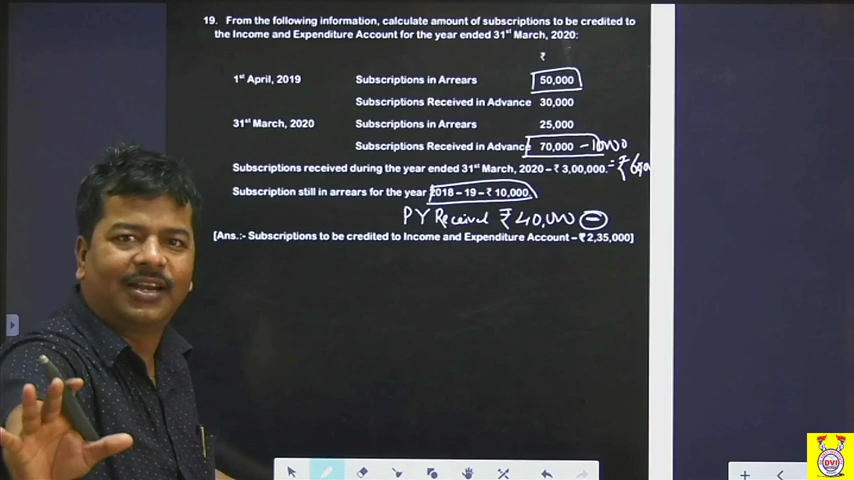 19. From the following information, calculate amount of subscriptions to be credited to
the Income and Expenditure Account for the year ended 31st March, 2020:
₹
1st April, 2019 Subscriptions in Arrears 50,000
Subscriptions Received in Advance 30,000
31st March, 2020 Subscriptions in Arrears 25,000
Subscriptions Received in Advance 70,000 –
Subscriptions received during the year ended 31st March, 2020 – ₹ 3,00,000. = ₹
Subscription still in arrears for the year 2018 – 19 – ₹ 10,000.
PY Received ₹ 40,000 –
[Ans.:- Subscriptions to be credited to Income and Expenditure Account – ₹ 2,35,000]
DVI